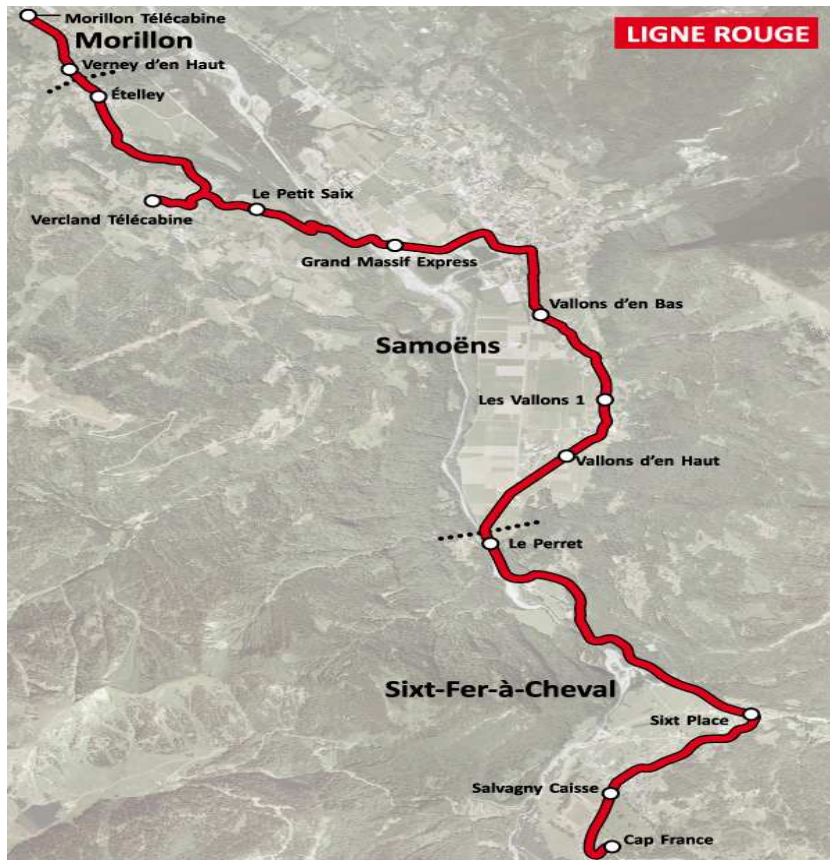 Morillon Télécabine
LIGNE ROUGE
Morillon
Verney d'en Haut
Ételley
Le Petit Saix
Vercland Télécabine
Grand Massif Express
Vallons d'en Bas
Samoëns
Les Vallons 1
Vallons d'en Haut
Le Perret
Sixt-Fer-à-Cheval
Sixt Place
Salvagny Caisse
Cap France